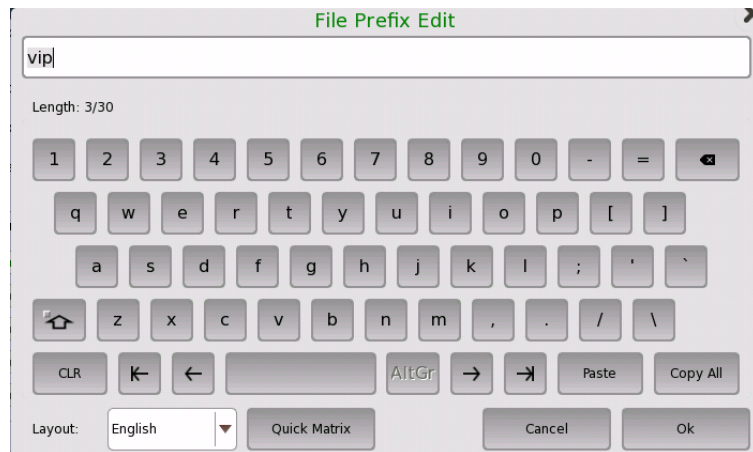 File Prefix Edit
vip
Length: 3/30
1 2 3 4 5 6 7 8 9 0 - =
q w e r t y u i o p [ ]
a s d f g h j k l ; ' `
z x c v b n m , . / \
CLR AltGr Paste Copy All
Layout: English Quick Matrix Cancel Ok